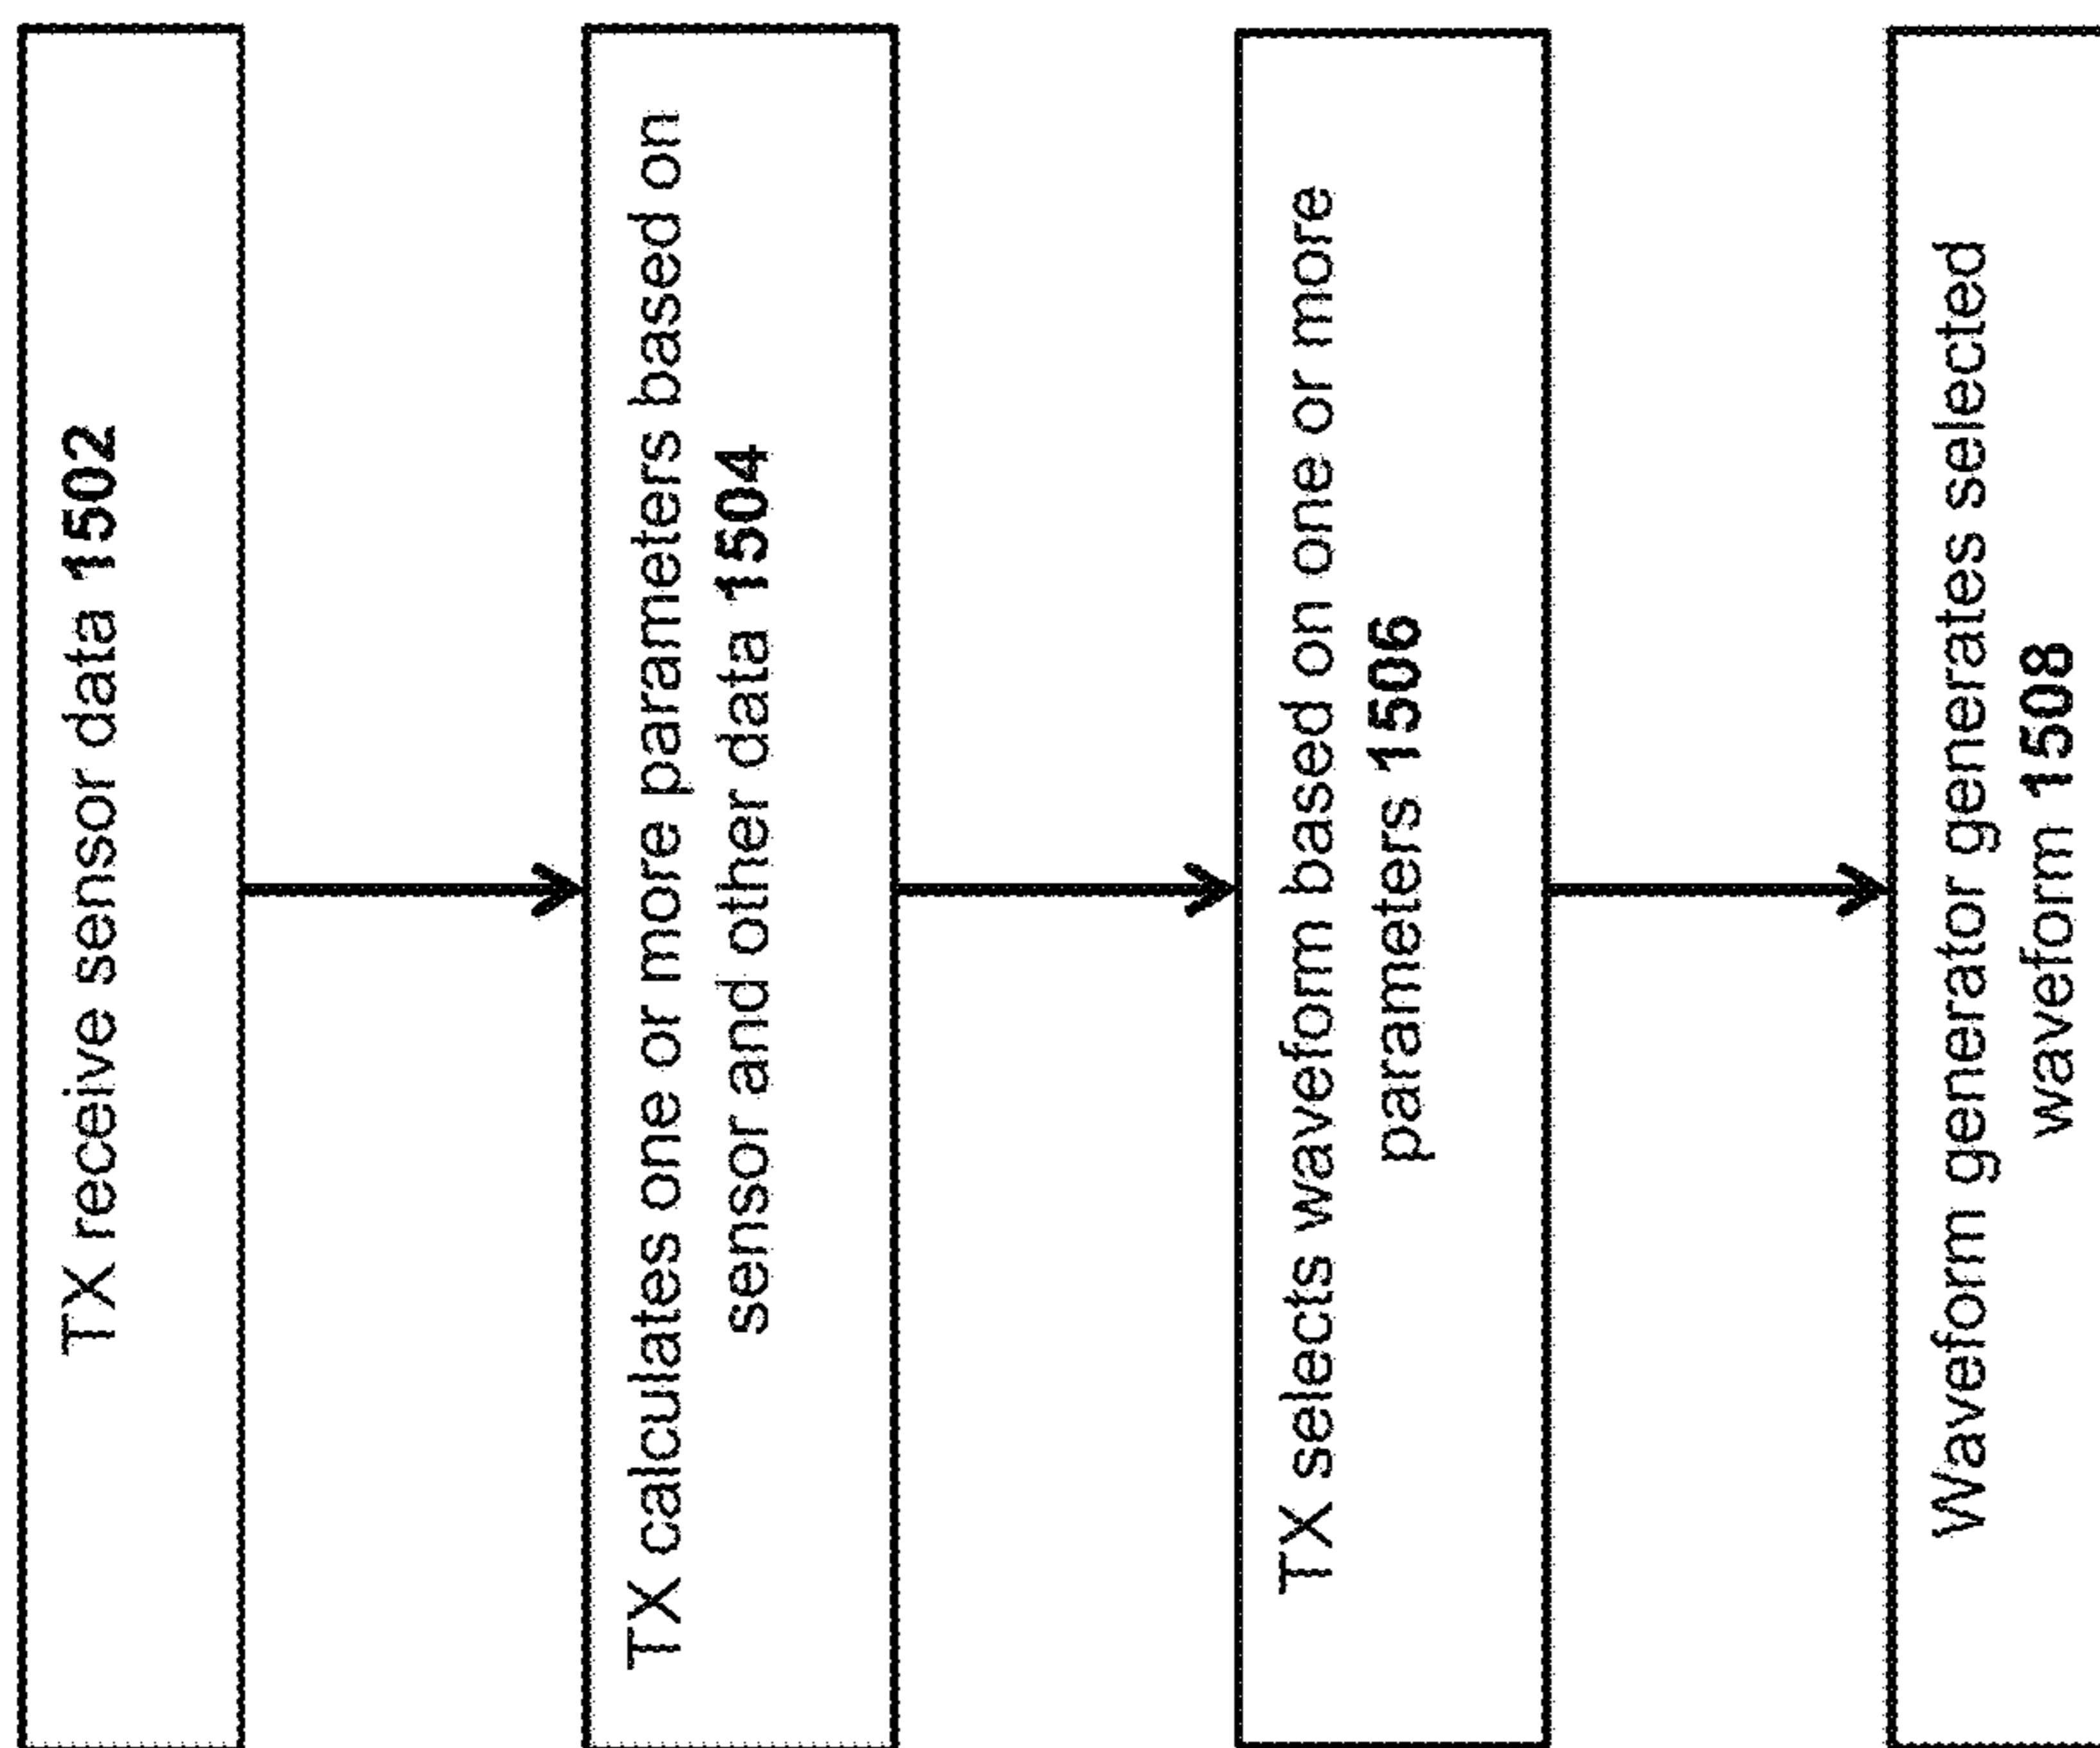 TX receive sensor data 1502
TX calculates one or more parameters based on
sensor and other data 1504
TX selects waveform based on one or more
parameters 1506
Waveform generator generates selected
waveform 1508